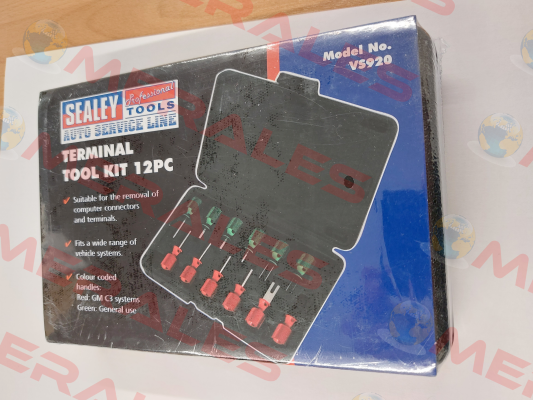 Model No.
VS920
SEALEY Professional TOOLS
AUTO SERVICE LINE
TERMINAL
TOOL KIT 12PC
Suitable for the removal of
computer connectors
and terminals.
Fits a wide range of
vehicle systems.
Colour coded
handles:
Red: GM C3 systems
Green: General use
MERALES